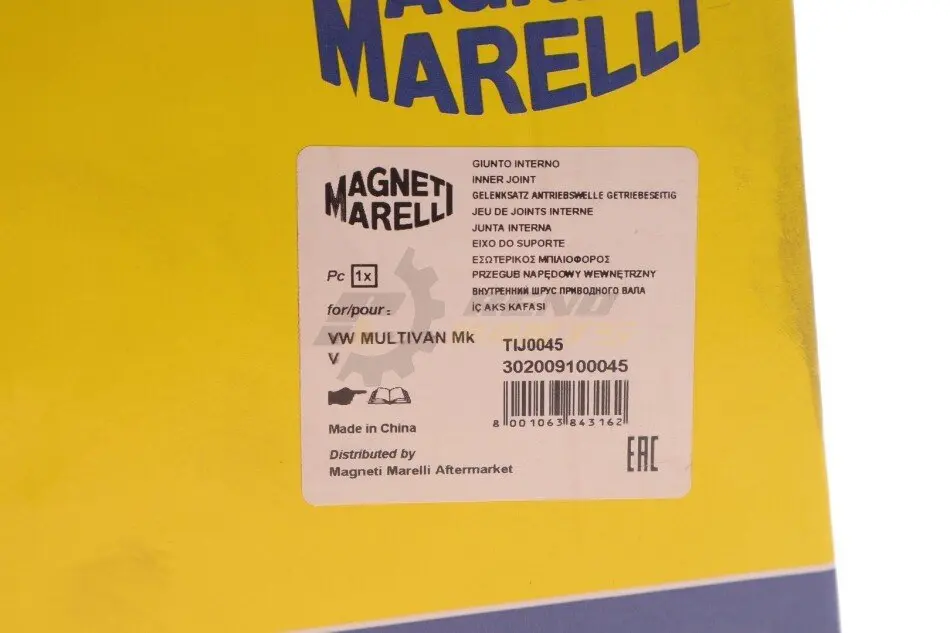 MAGNETI
MARELLI
MAGNETI
MARELLI
GIUNTO INTERNO
INNER JOINT
GELENKSATZ ANTRIEBSWELLE GETRIEBESEITIG
JEU DE JOINTS INTERNE
JUNTA INTERNA
EIXO DO SUPORTE
ΕΣΩΤΕΡΙΚΟΣ ΜΠΙΛΙΟΦΟΡΟΣ
PRZEGUB NAPĘDOWY WEWNĘTRZNY
ВНУТРЕННИЙ ШРУС ПРИВОДНОГО ВАЛА
İÇ AKS KAFASI
Pc 1x
for/pour:
VW MULTIVAN Mk
V
TIJ0045
302009100045
8 001063 843162
Made in China
Distributed by
Magneti Marelli Aftermarket
EAC